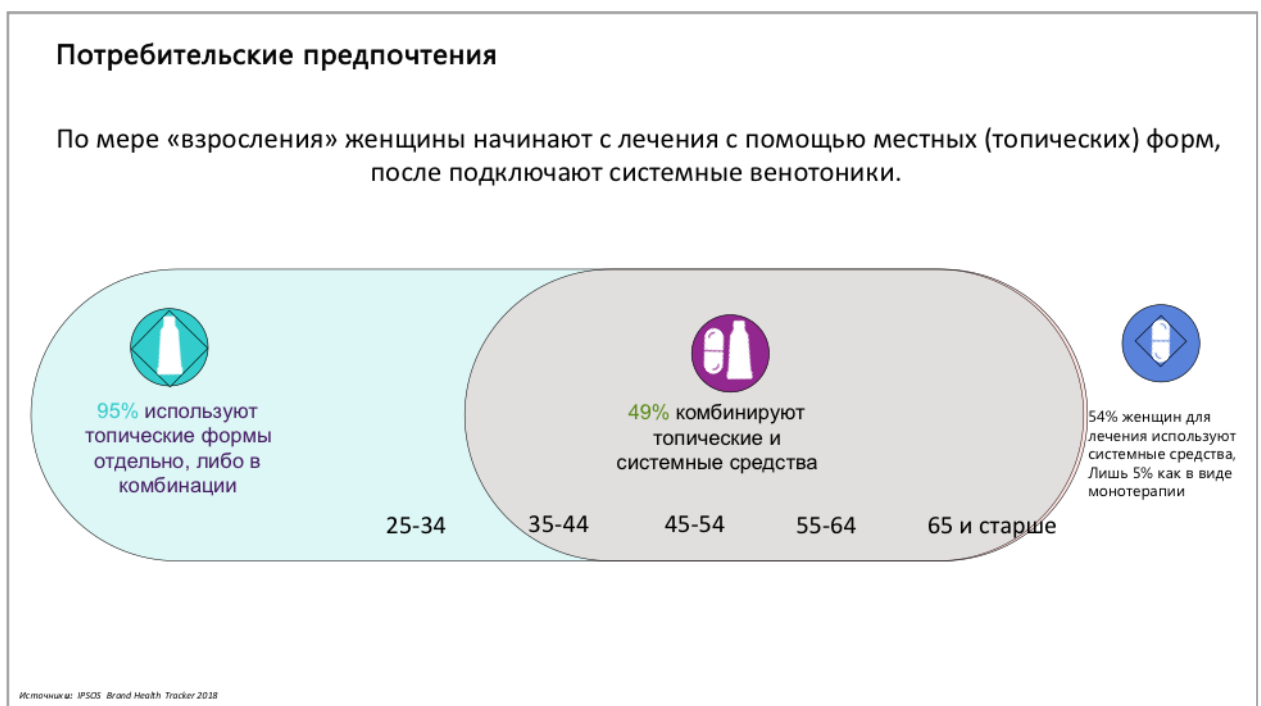 Потребительские предпочтения
По мере «взросления» женщины начинают с лечения с помощью местных (топических) форм,
после подключают системные венотоники.
95% используют
топические формы
отдельно, либо в
комбинации
49% комбинируют
топические и
системные средства
54% женщин для
лечения используют
системные средства,
Лишь 5% как в виде
монотерапии
25-34
35-44
45-54
55-64
65 и старше
Источники: IPSOS Brand Health Tracker 2018